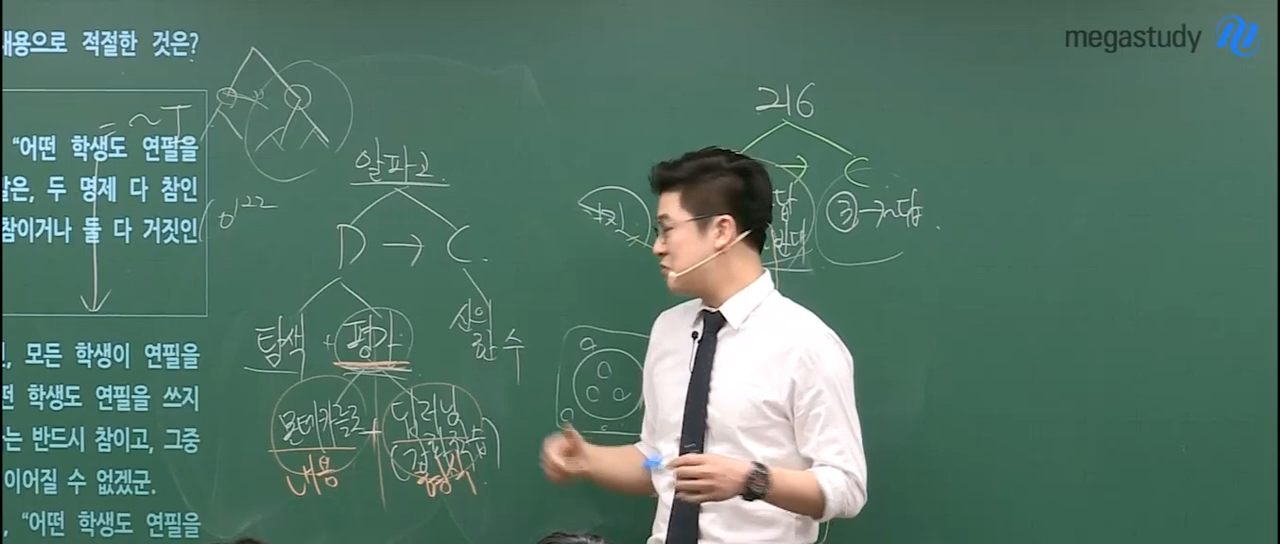 내용으로 적절한 것은?
"어떤 학생도 연필을
같은, 두 명제 다 참인
참이거나 둘 다 거짓인
모든 학생이 연필을
떤 학생도 연필을 쓰지
는 반드시 참이고, 그중
이어질 수 없겠군.
, "어떤 학생도 연필을
= ~T
알파고
D → C.
탐색 + 평가
신의
한 수
몬테카를로 + 딥러닝
내용
216
C
답
반대
③ →
megastudy